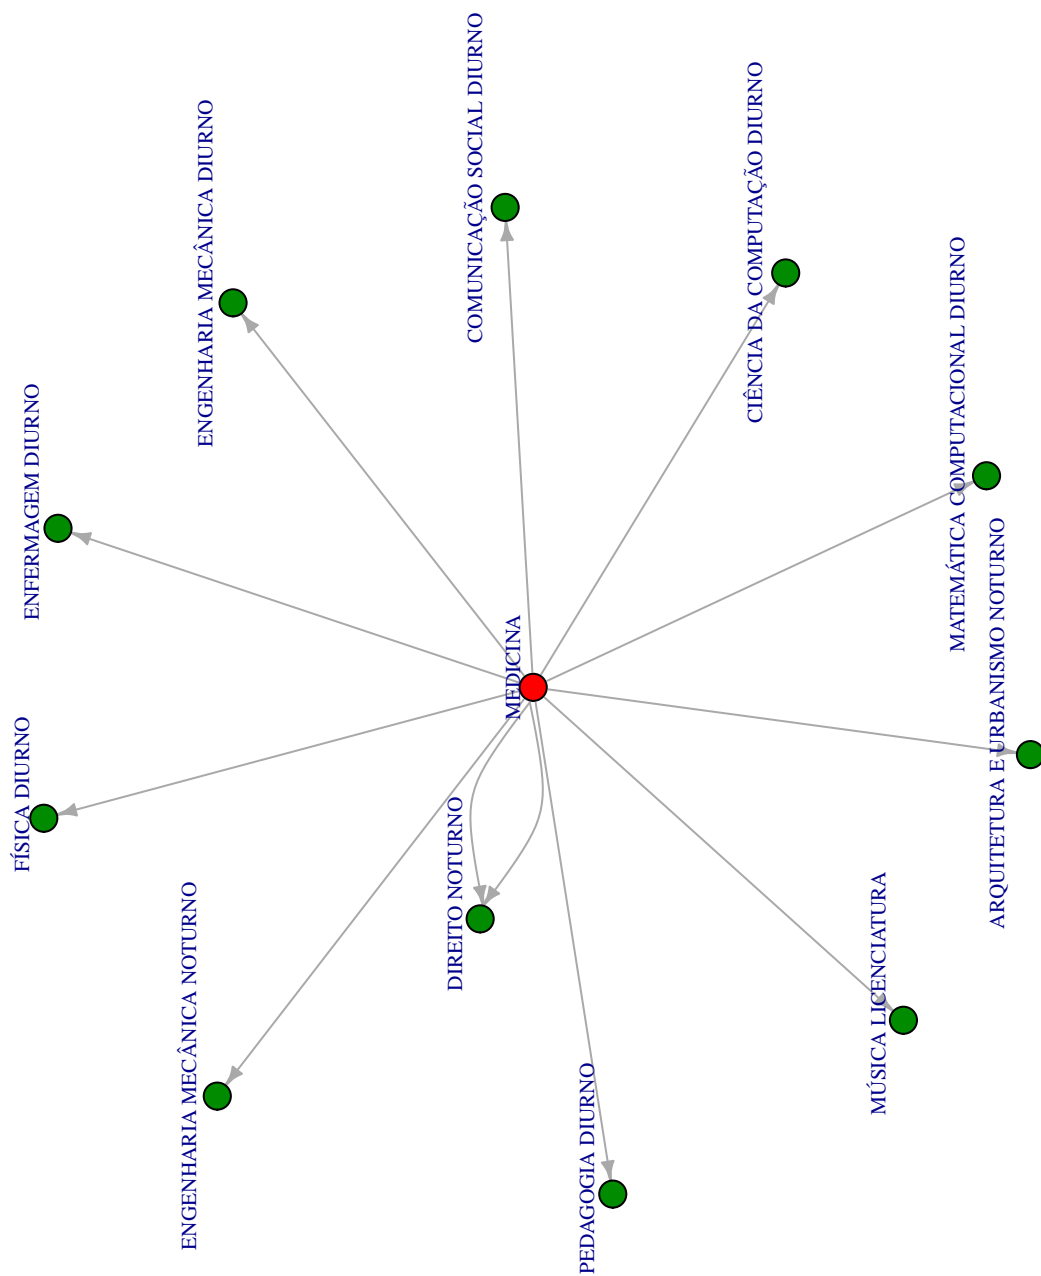 COMUNICAÇÃO SOCIAL DIURNO
CIÊNCIA DA COMPUTAÇÃO DIURNO
ENGENHARIA MECÂNICA DIURNO
MATEMÁTICA COMPUTACIONAL DIURNO
ENFERMAGEM DIURNO
ARQUITETURA E URBANISMO NOTURNO
MEDICINA
FÍSICA DIURNO
DIREITO NOTURNO
MÚSICA LICENCIATURA
ENGENHARIA MECÂNICA NOTURNO
PEDAGOGIA DIURNO